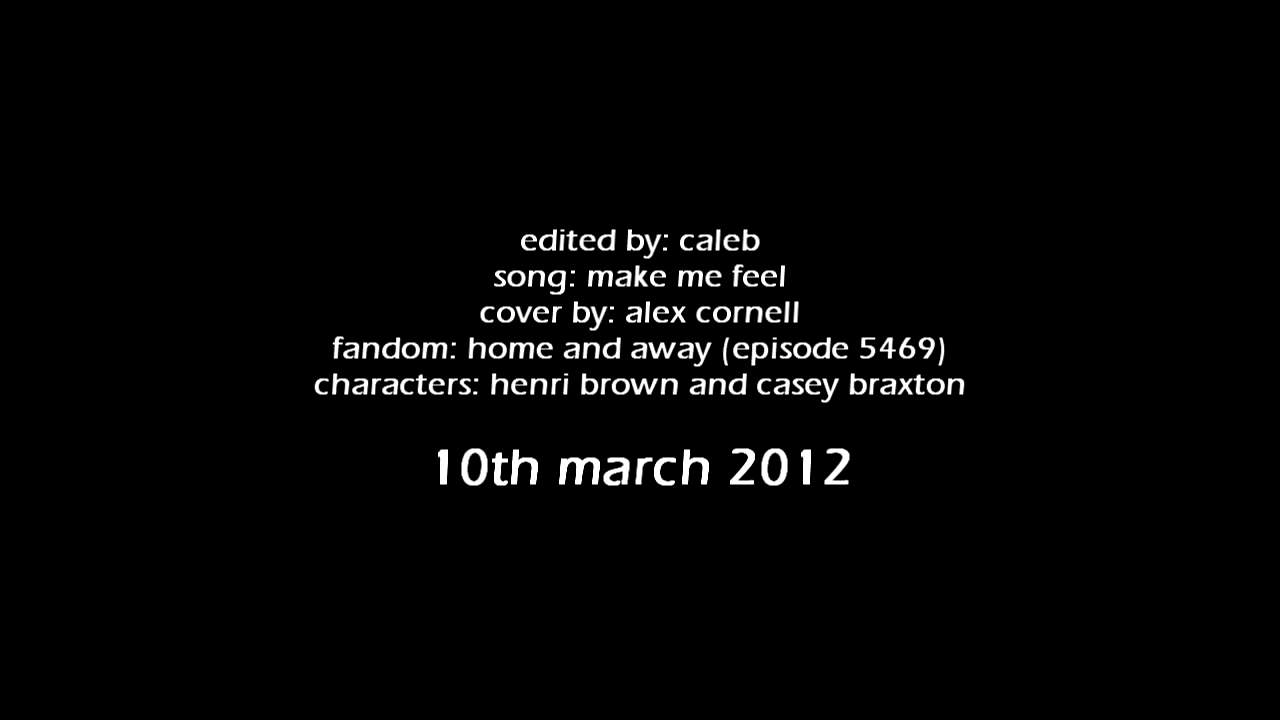 edited by: caleb
song: make me feel
cover by: alex cornell
fandom: home and away (episode 5469)
characters: henri brown and casey braxton
10th march 2012